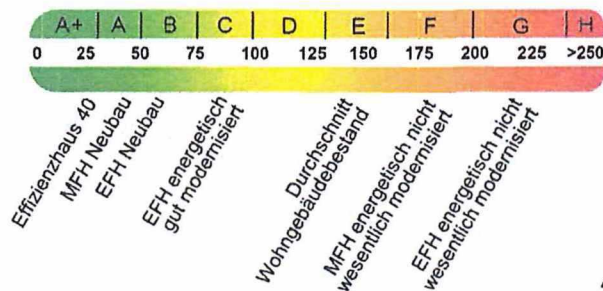 A+ A B C D E F G H
0 25 50 75 100 125 150 175 200 225 >250
Effizienzhaus 40
MFH Neubau
EFH Neubau
EFH energetisch
gut modernisiert
Durchschnitt
Wohngebäudebestand
MFH energetisch nicht
wesentlich modernisiert
EFH energetisch nicht
wesentlich modernisiert